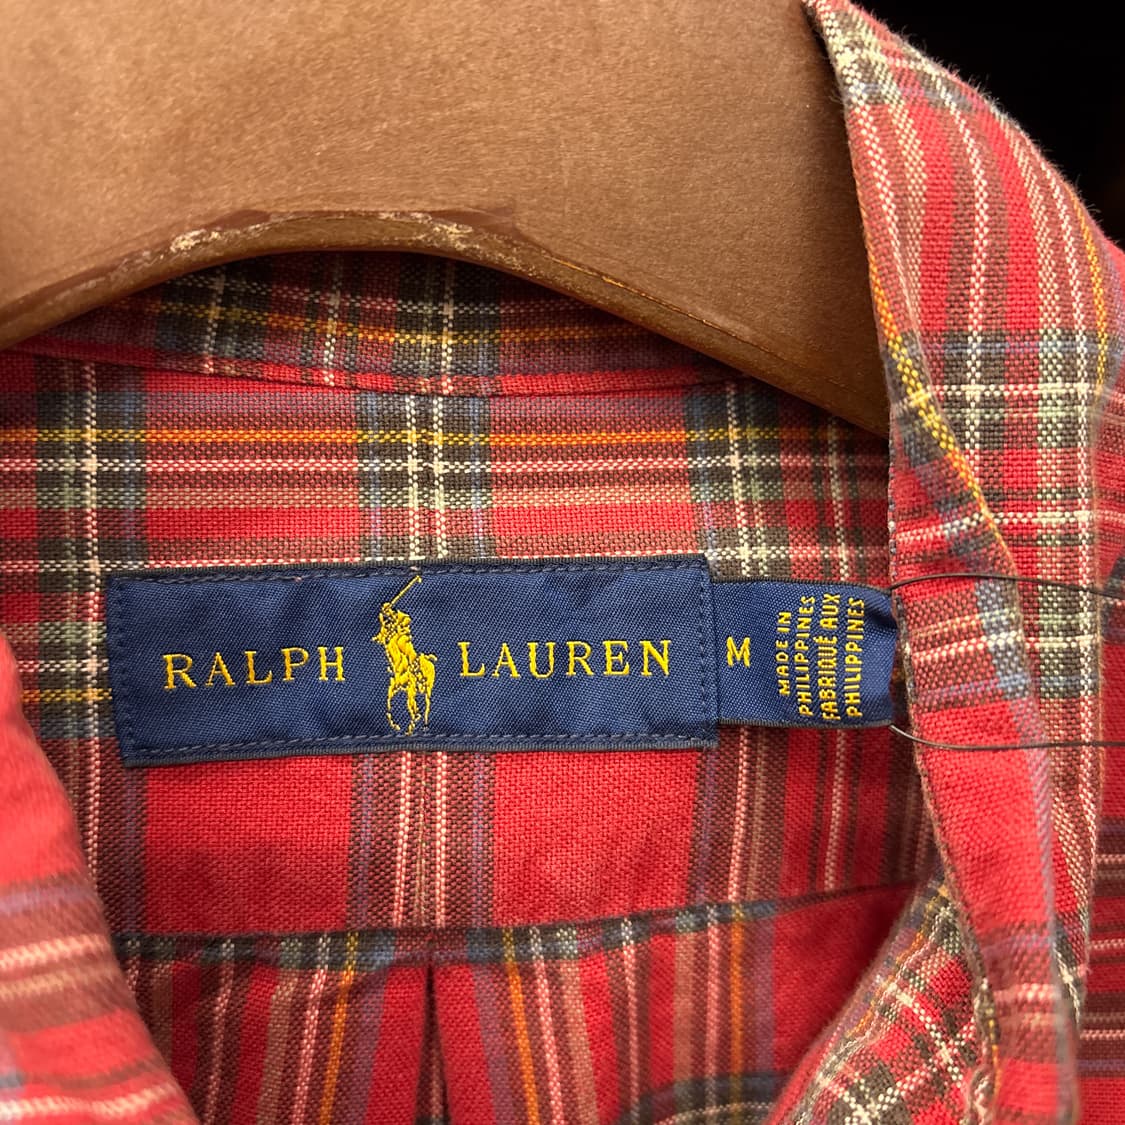 RALPH LAUREN
M
MADE IN
PHILIPPINES
FABRIQUÉ AUX
PHILIPPINES